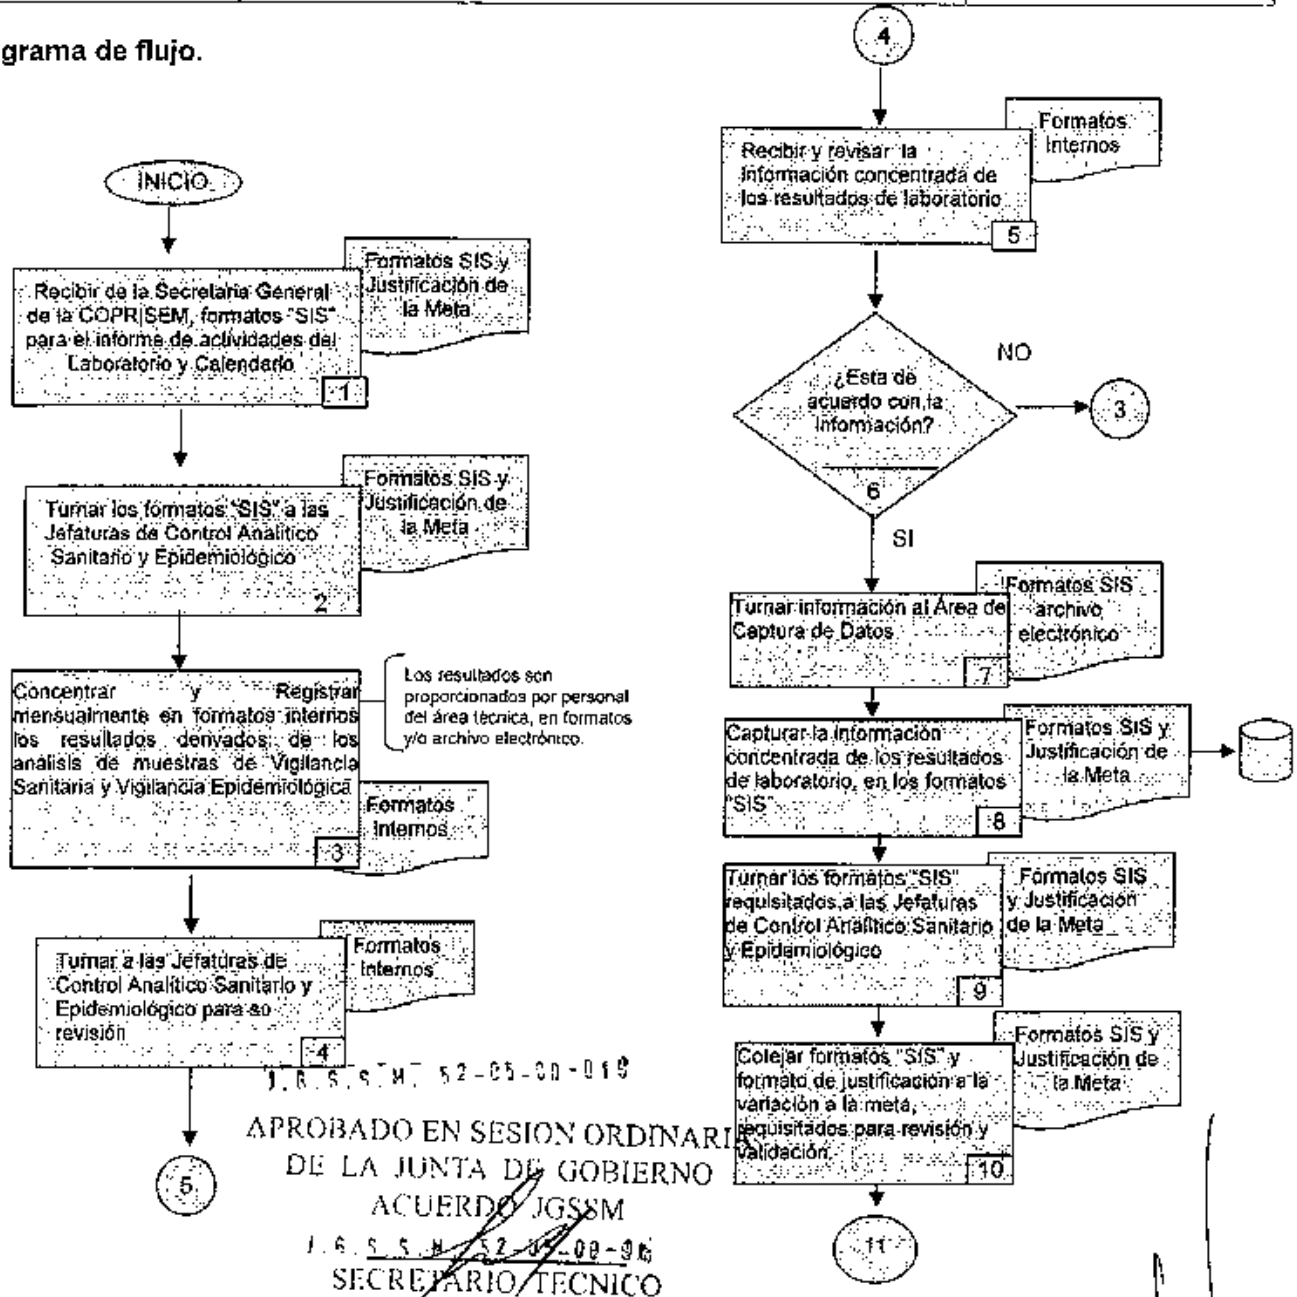 grama de flujo.
INICIO
Recibir de la Secretaria General
de la COPRISEM, formatos "SIS"
para el informe de actividades del
Laboratorio y Calendario
1
Formatos SIS y
Justificación de
la Meta
Turnar los formatos "SIS" a las
Jefaturas de Control Analítico
Sanitario y Epidemiológico
2
Formatos SIS y
Justificación de
la Meta
Concentrar y Registrar
mensualmente en formatos internos
los resultados derivados de los
análisis de muestras de Vigilancia
Sanitaria y Vigilancia Epidemiológica
3
Los resultados son
proporcionados por personal
del área técnica, en formatos
y/o archivo electrónico.
Formatos
Internos
Turnar a las Jefaturas de
Control Analítico Sanitario y
Epidemiológico para su
revisión
4
Formatos
Internos
5
4
Recibir y revisar la
información concentrada de
los resultados de laboratorio
5
Formatos
Internos
¿Esta de
acuerdo con la
información?
6
NO
3
SI
Turnar información al Área de
Captura de Datos
7
Formatos SIS
archivo
electrónico
Capturar la información
concentrada de los resultados
de laboratorio, en los formatos
"SIS"
8
Formatos SIS y
Justificación de
la Meta
Turnar los formatos "SIS"
requisitados a las Jefaturas
de Control Analítico Sanitario
y Epidemiológico
9
Formatos SIS
y Justificación
de la Meta
Cotejar formatos "SIS" y
formato de justificación a la
variación a la meta,
requisitados para revisión y
validación.
10
Formatos SIS y
Justificación de
la Meta
11
APROBADO EN SESION ORDINARIA
DE LA JUNTA DE GOBIERNO
ACUERDO JGSSM
SECRETARIO TECNICO